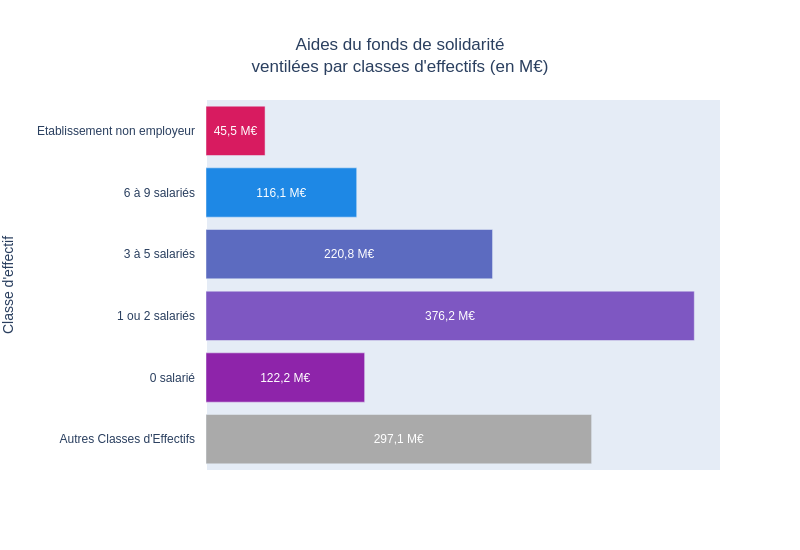 Aides du fonds de solidarité
ventilées par classes d'effectifs (en M€)
Classe d'effectif
Etablissement non employeur
45,5 M€
6 à 9 salariés
116,1 M€
3 à 5 salariés
220,8 M€
1 ou 2 salariés
376,2 M€
0 salarié
122,2 M€
Autres Classes d'Effectifs
297,1 M€